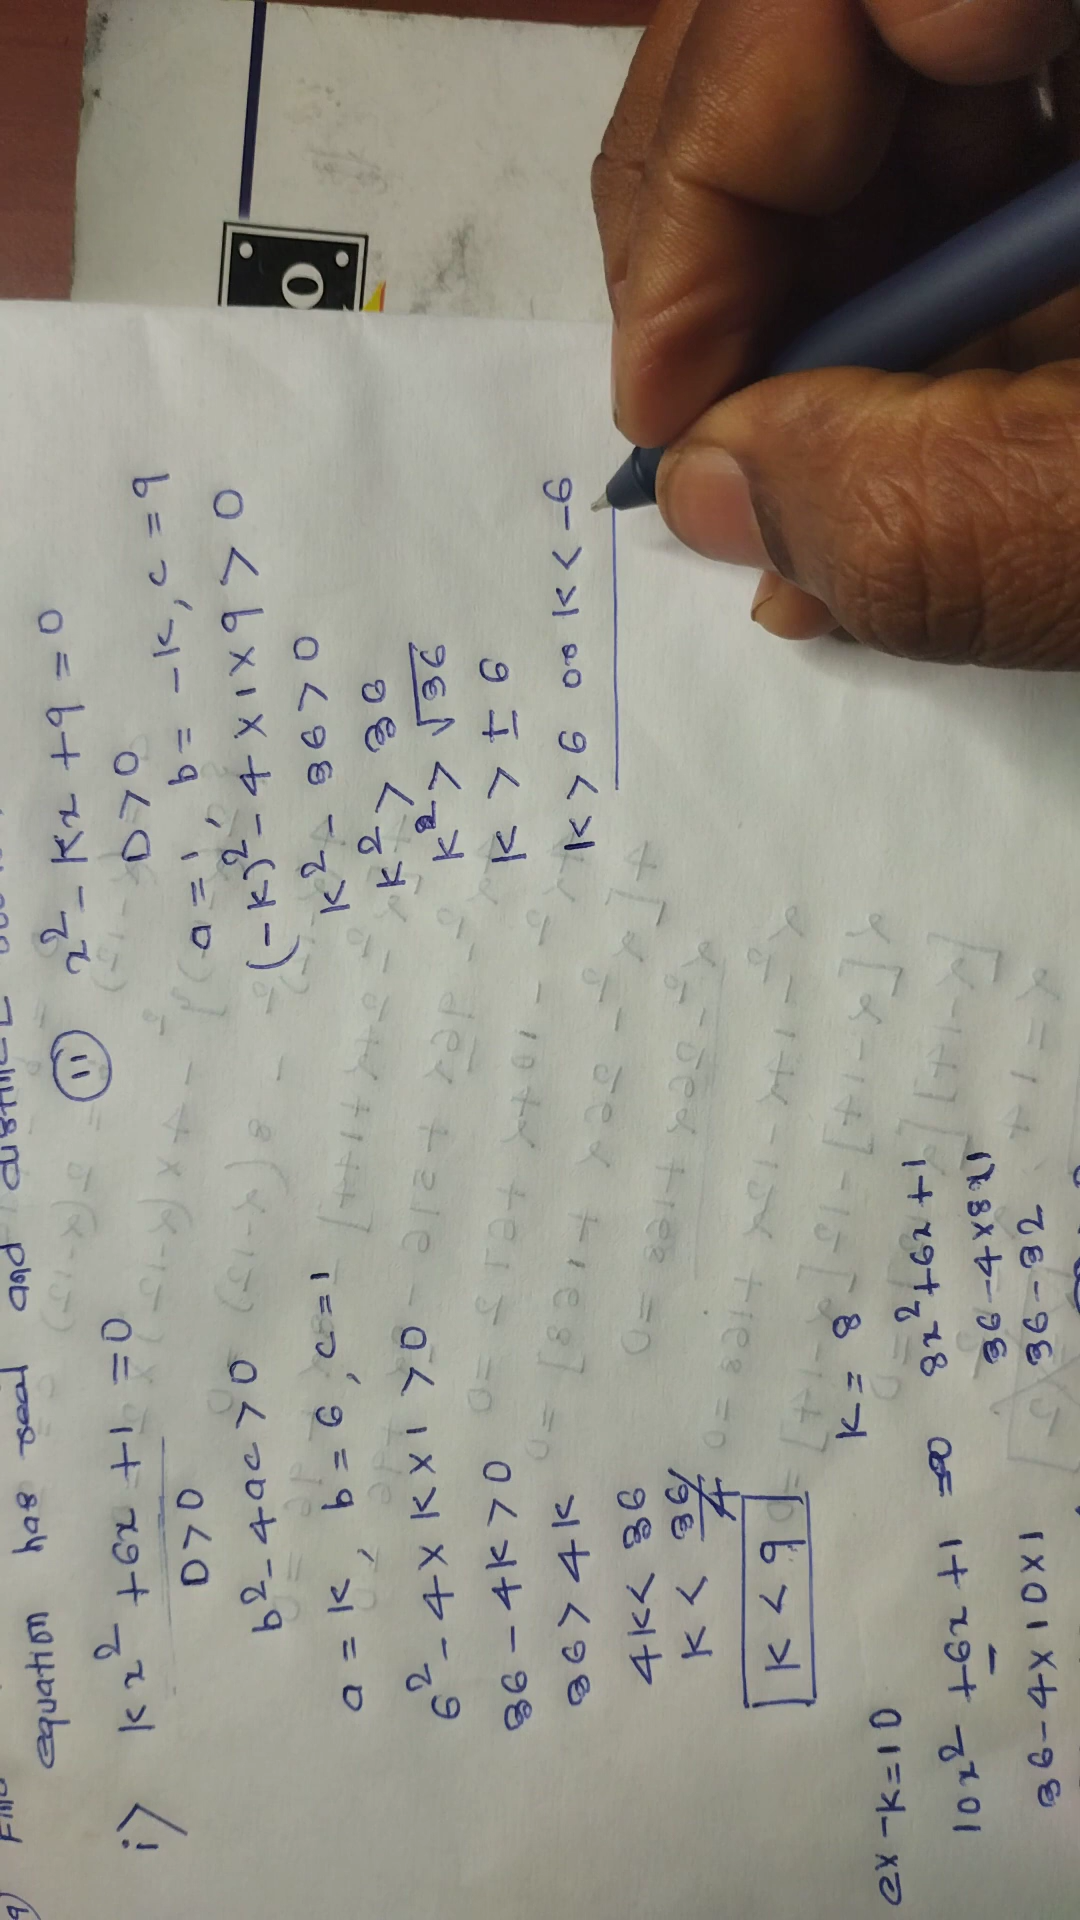 equation has real and distinct
i) kx² + 6x + 1 = 0
D > 0
b² - 4ac > 0
a = k, b = 6, c = 1
6² - 4 × k × 1 > 0
36 - 4k > 0
36 > 4k
4k < 36
k < 36/4
k < 9
ex - k = 10
10x² + 6x + 1 = 0
36 - 4 × 10 × 1
k = 8
8x² + 6x + 1
36 - 4 × 8 × 1
36 - 32
ii) x² - kx + 9 = 0
D > 0
a = 1, b = -k, c = 9
(-k)² - 4 × 1 × 9 > 0
k² - 36 > 0
k² > 36
k² > √36
k > ± 6
k > 6 or k < -6